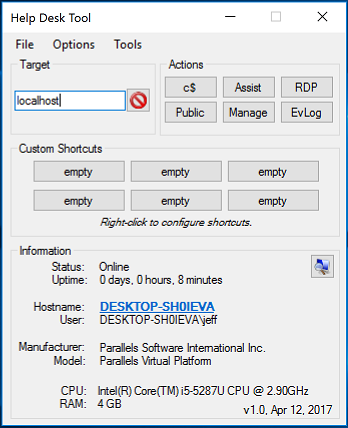 Help Desk Tool
File Options Tools
Target
localhost
Actions
c$ Assist RDP
Public Manage EvLog
Custom Shortcuts
empty empty empty
empty empty empty
Right-click to configure shortcuts.
Information
Status: Online
Uptime: 0 days, 0 hours, 8 minutes
Hostname: DESKTOP-SH0IEVA
User: DESKTOP-SH0IEVA\jeff
Manufacturer: Parallels Software International Inc.
Model: Parallels Virtual Platform
CPU: Intel(R) Core(TM) i5-5287U CPU @ 2.90GHz
RAM: 4 GB
v1.0, Apr 12, 2017